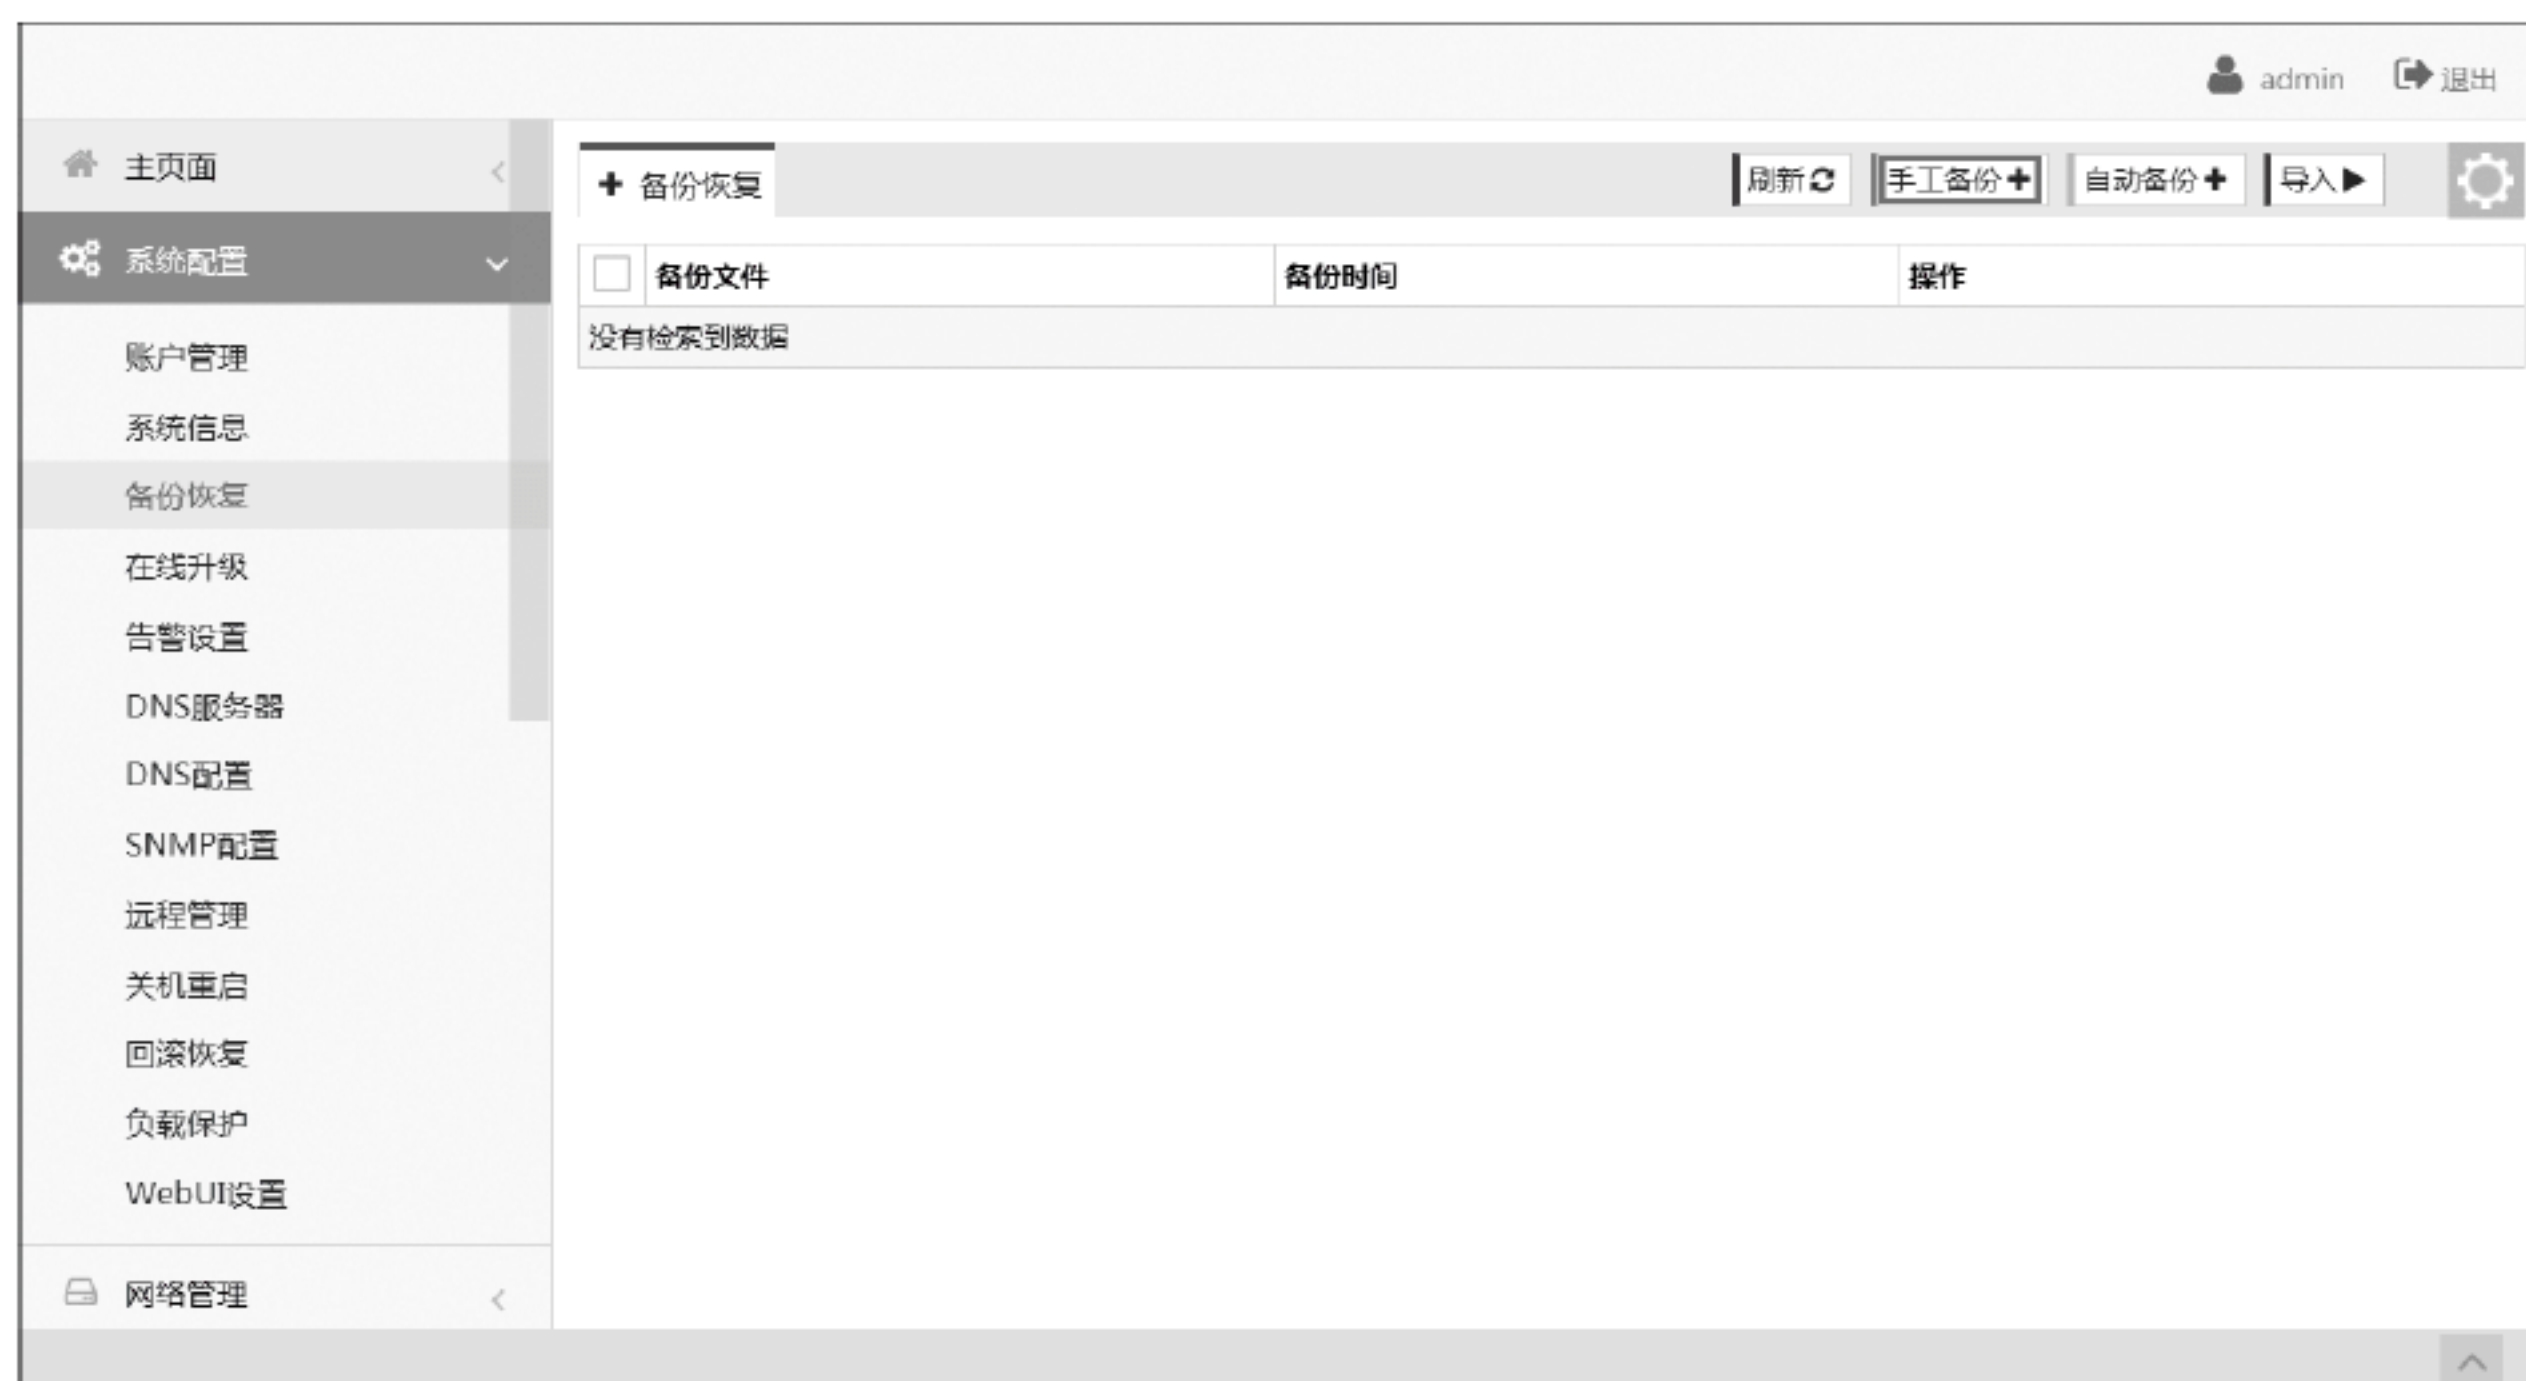 admin 退出
主页面
系统配置
账户管理
系统信息
备份恢复
在线升级
告警设置
DNS服务器
DNS配置
SNMP配置
远程管理
关机重启
回滚恢复
负载保护
WebUI设置
网络管理
备份恢复 刷新 手工备份 自动备份 导入
备份文件 备份时间 操作
没有检索到数据